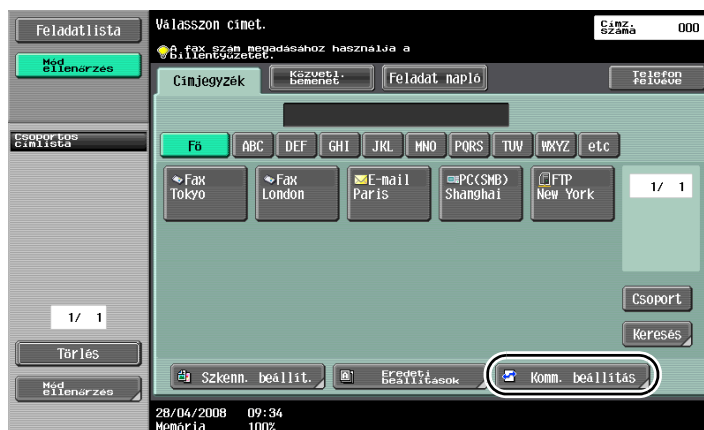 Feladatlista
Mód
ellenőrzés
Csoportos
címlista
1/ 1
Törlés
Mód
ellenőrzés
Válasszon címet.
Címz.
száma
000
A fax szám megadásához használja a
billentyűzetet.
Címjegyzék
Közvetl.
bemenet
Feladat napló
Telefon
felvéve
Fő ABC DEF GHI JKL MNO PQRS TUV WXYZ etc
Fax
Tokyo
Fax
London
E-mail
Paris
PC(SMB)
Shanghai
FTP
New York
1/ 1
Csoport
Keresés
Szkenn. beállít.
Eredeti
beállítások
Komm. beállítás
28/04/2008 09:34
Memória 100%